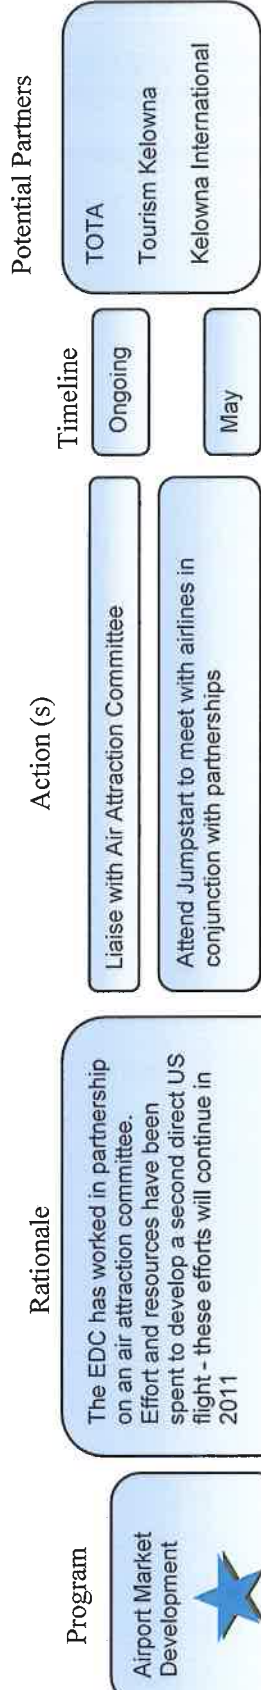 Program
Rationale
Action (s)
Timeline
Potential Partners
Airport Market
Development
The EDC has worked in partnership
on an air attraction committee.
Effort and resources have been
spent to develop a second direct US
flight - these efforts will continue in
2011
Liaise with Air Attraction Committee
Attend Jumpstart to meet with airlines in
conjunction with partnerships
Ongoing
May
TOTA
Tourism Kelowna
Kelowna International